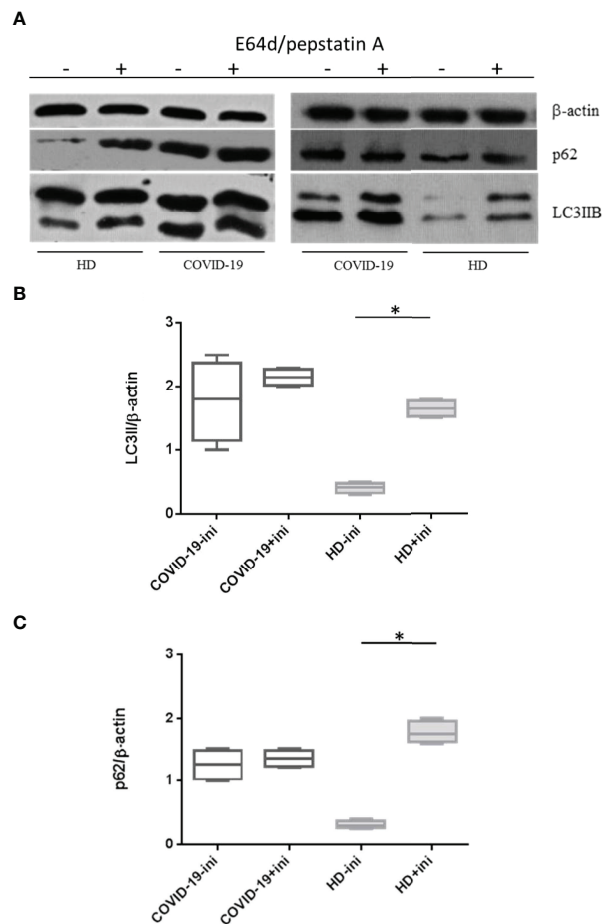 A
E64d/pepstatin A
- + - + - + - +
β-actin
p62
LC3IIB
HD COVID-19 COVID-19 HD
B
3
*
2
1
0
LC3II/β-actin
COVID-19-ini COVID-19+ini HD-ini HD+ini
C
3
*
2
1
0
p62/β-actin
COVID-19-ini COVID-19+ini HD-ini HD+ini